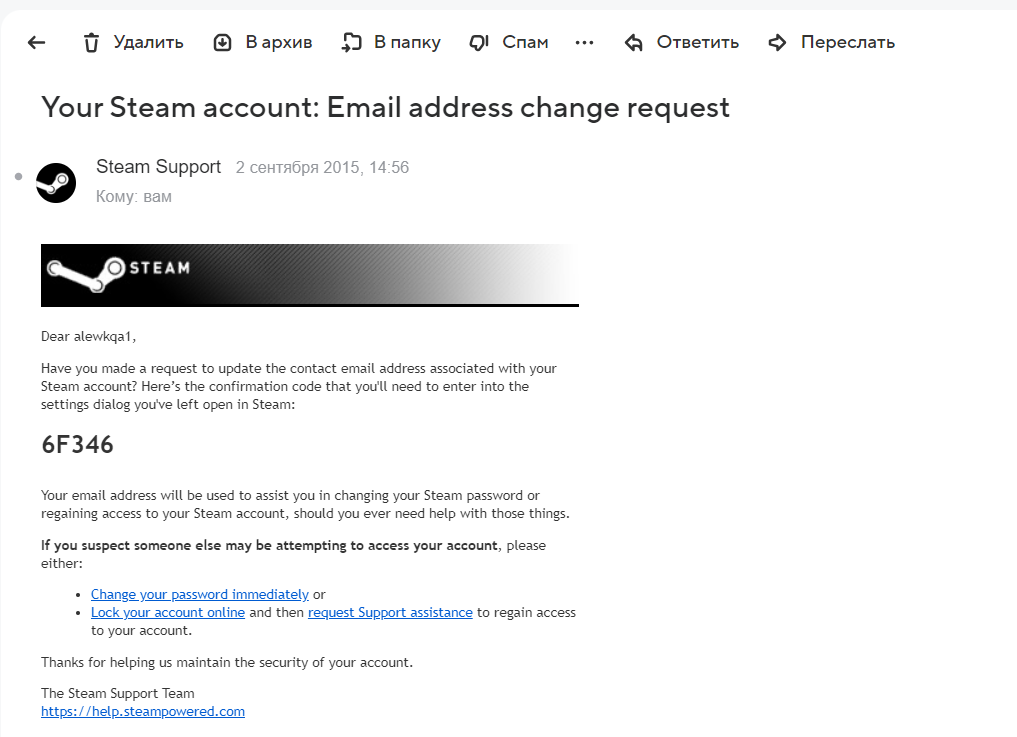 Удалить В архив В папку Спам ... Ответить Переслать
Your Steam account: Email address change request
Steam Support 2 сентября 2015, 14:56
Кому: вам
STEAM
Dear alewkqa1,
Have you made a request to update the contact email address associated with your
Steam account? Here’s the confirmation code that you'll need to enter into the
settings dialog you've left open in Steam:
6F346
Your email address will be used to assist you in changing your Steam password or
regaining access to your Steam account, should you ever need help with those things.
If you suspect someone else may be attempting to access your account, please
either:
• Change your password immediately or
• Lock your account online and then request Support assistance to regain access
to your account.
Thanks for helping us maintain the security of your account.
The Steam Support Team
https://help.steampowered.com